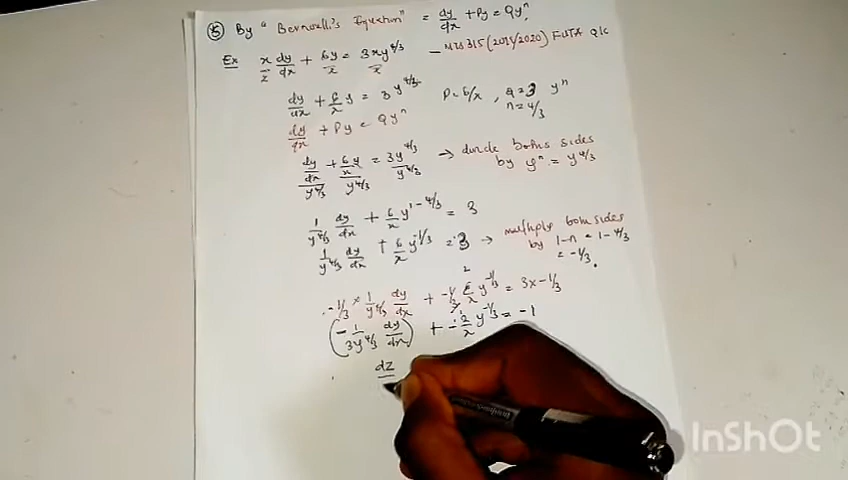 ⑤ By "Bernoulli's Equation" = dy/dx + Py = Qyⁿ
Ex x dy/dx + 6y = 3xy^4/3 - MTS 315 (2019/2020) FUTA Q1c
x x x
dy/dx + 6/x y = 3y^4/3 P = 6/x , Q = 3 yⁿ
n = 4/3
dy/dx + Py = Qyⁿ
dy/dx / y^4/3 + 6y/x / y^4/3 = 3y^4/3 / y^4/3 → divide both sides
by yⁿ = y^4/3
1/y^4/3 dy/dx + 6/x y^1-4/3 = 3
1/y^4/3 dy/dx + 6/x y^-1/3 = 3 → multiply both sides
by 1-n = 1-4/3
= -1/3.
-1/3 × 1/y^4/3 dy/dx + -1/3 6/x y^-1/3 = 3x-1/3
2
(-1/3y^4/3 dy/dx) + -2/x y^-1/3 = -1
dz
InShOt